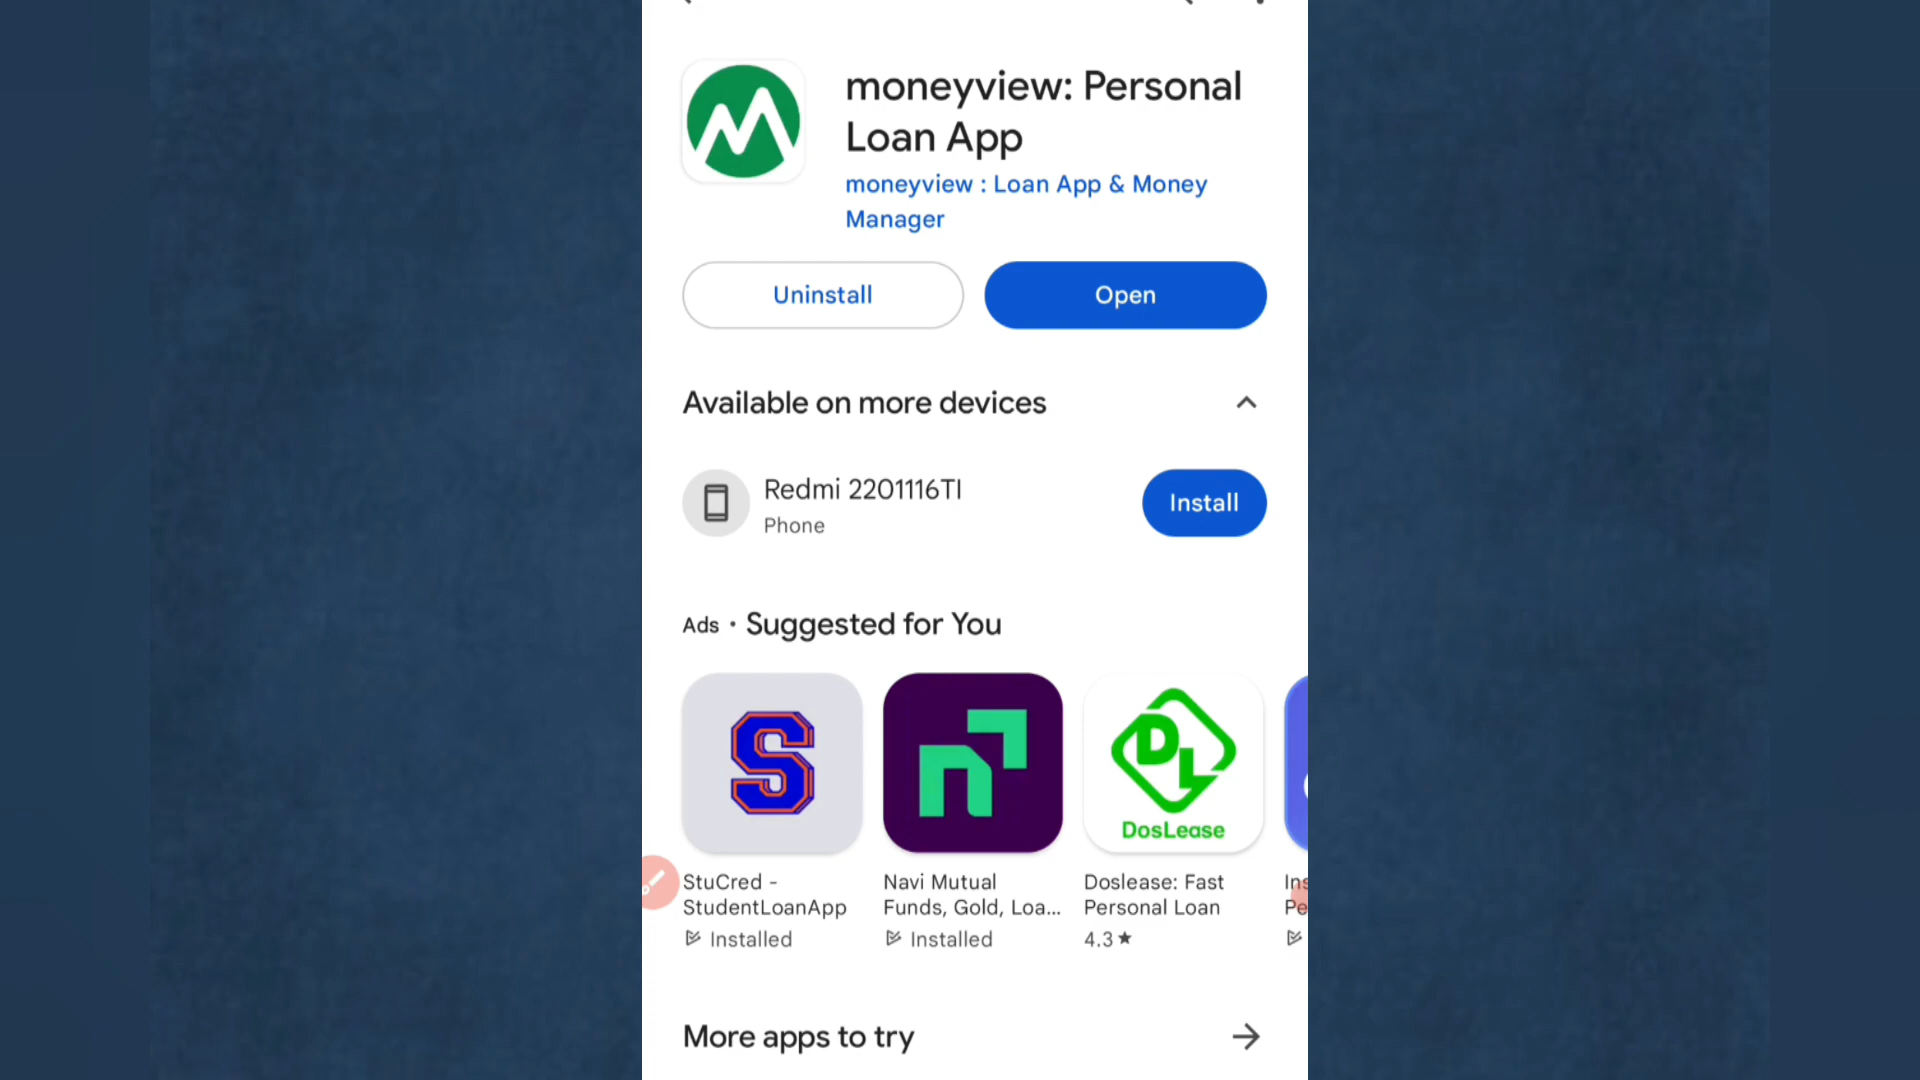 moneyview: Personal
Loan App
moneyview : Loan App & Money
Manager
Uninstall
Open
Available on more devices
Redmi 2201116TI
Phone
Install
Ads • Suggested for You
S
DL
DosLease
StuCred -
StudentLoanApp
Installed
Navi Mutual
Funds, Gold, Loa...
Installed
Doslease: Fast
Personal Loan
4.3 ★
More apps to try